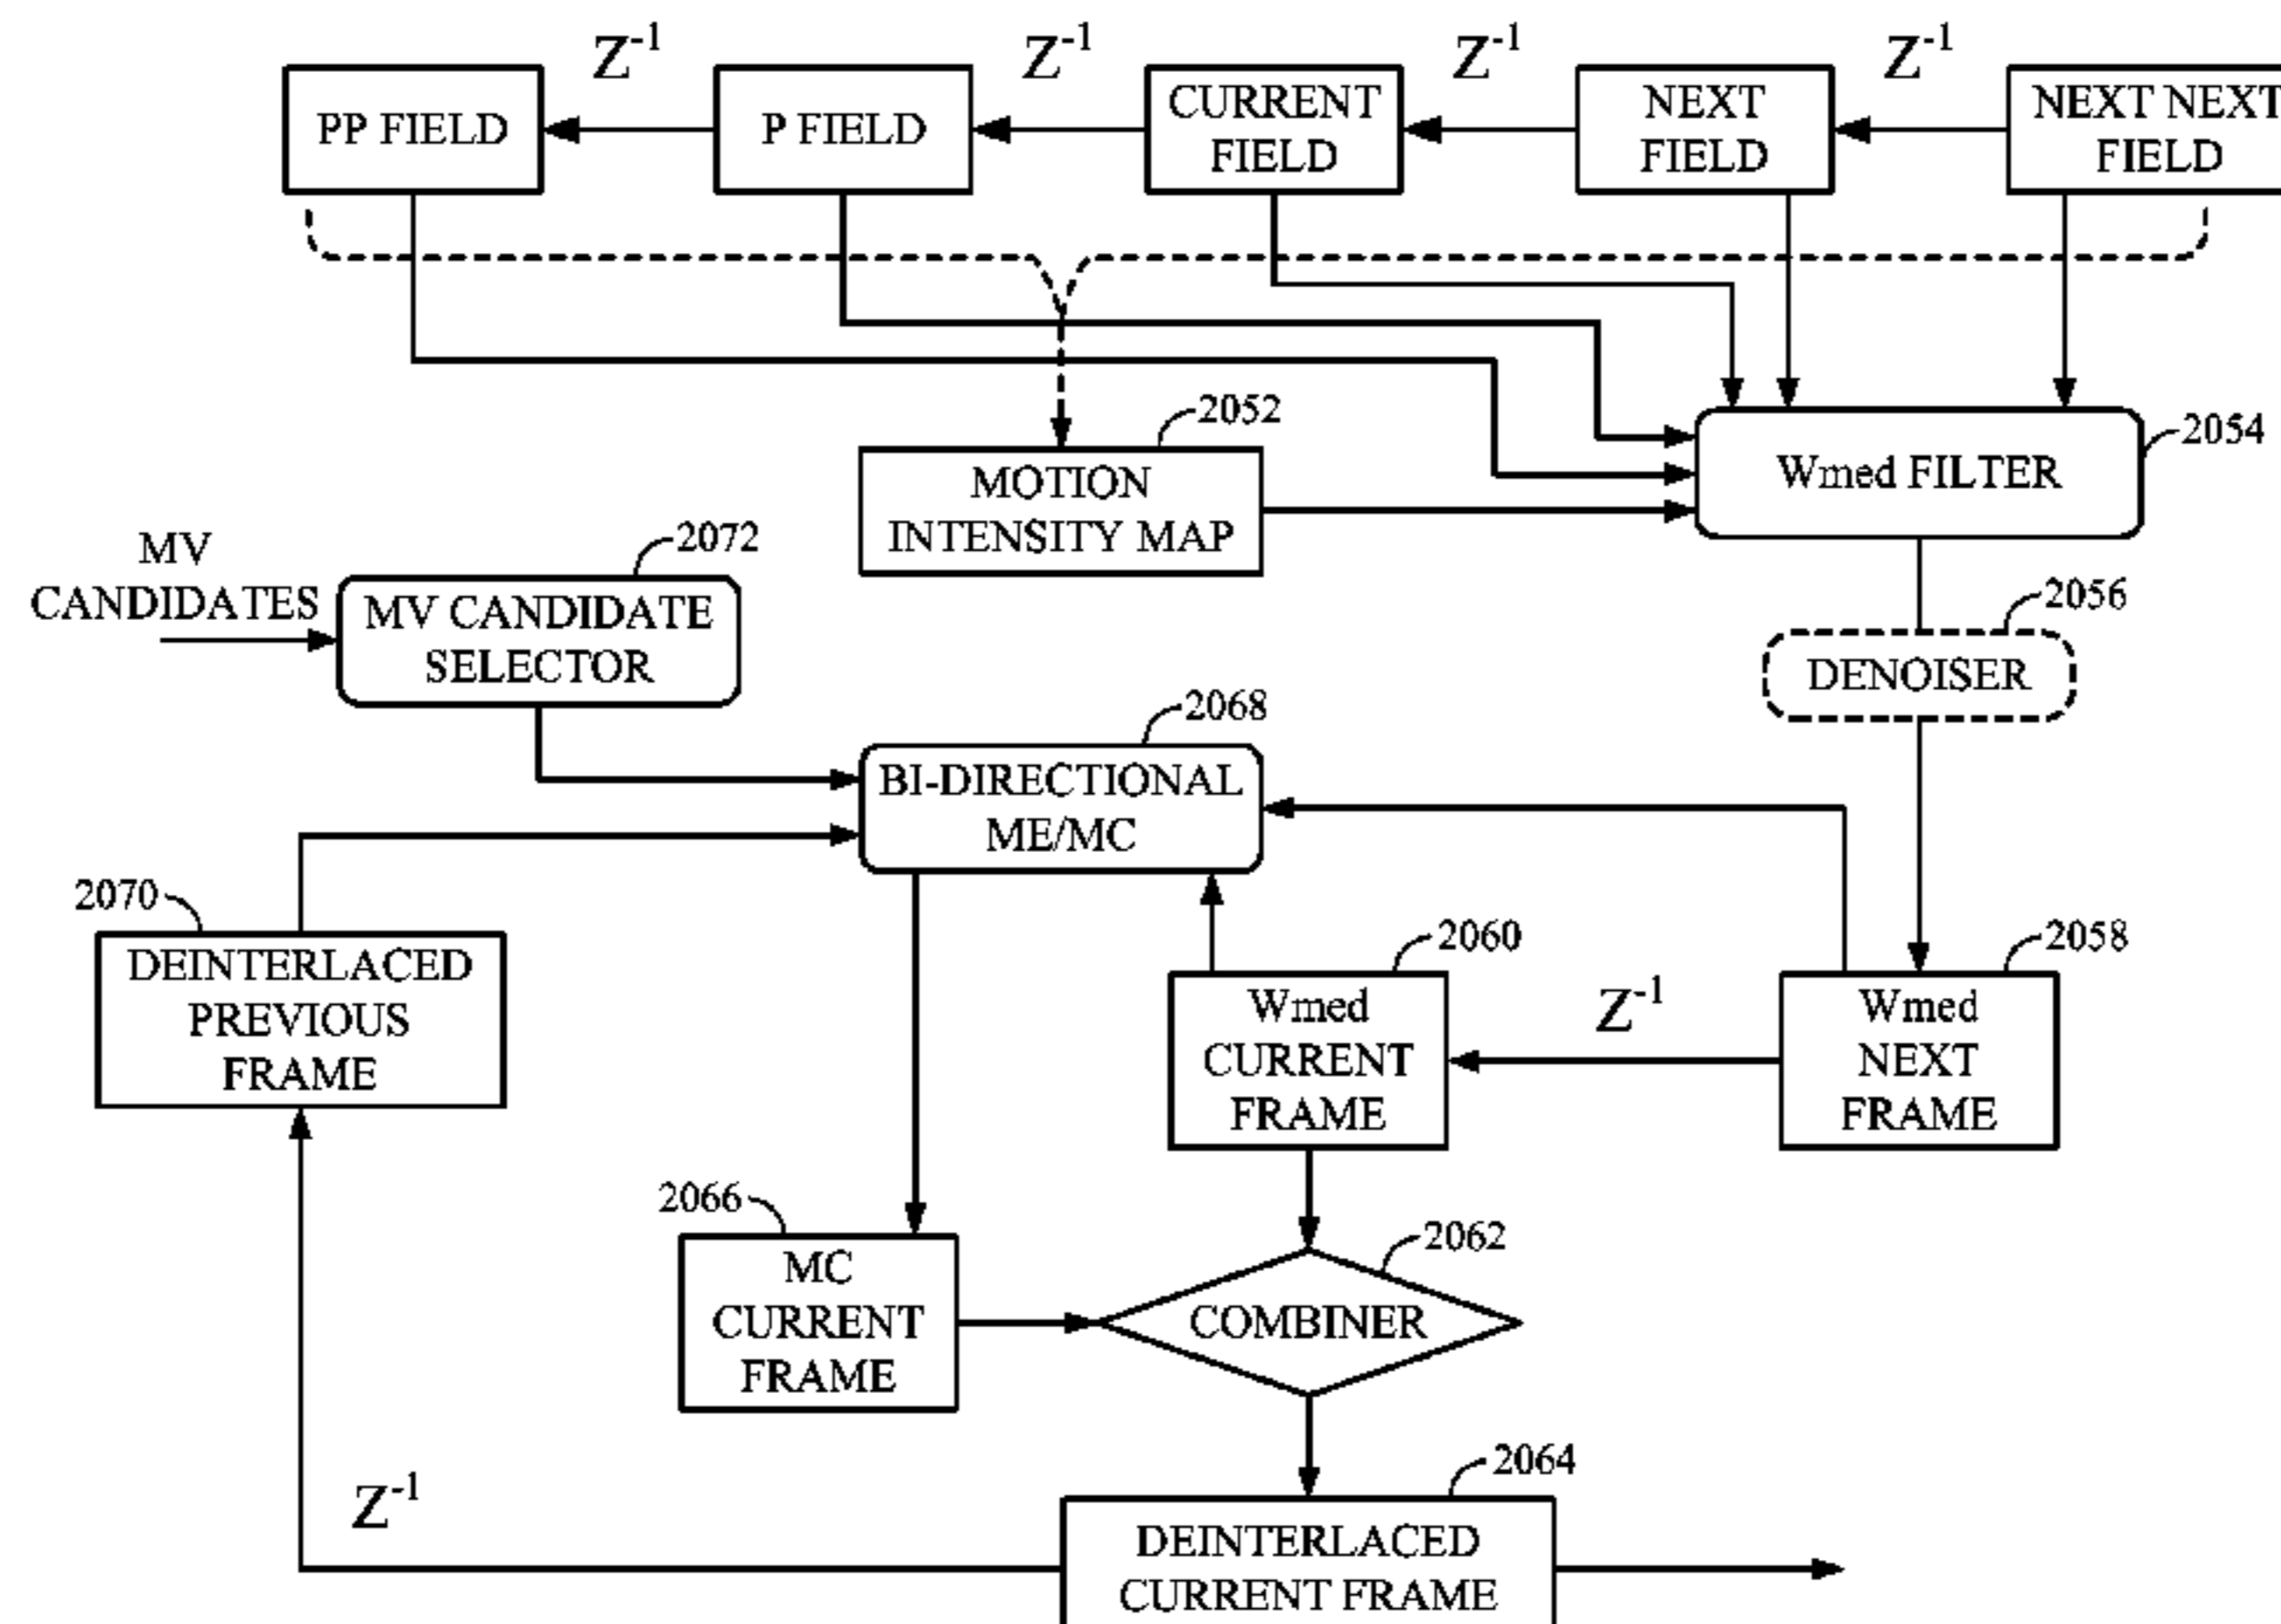 Z⁻¹ Z⁻¹ Z⁻¹ Z⁻¹
PP FIELD
P FIELD
CURRENT
FIELD
NEXT
FIELD
NEXT NEXT
FIELD
2052
MOTION
INTENSITY MAP
2054
Wmed FILTER
MV
CANDIDATES
2072
MV CANDIDATE
SELECTOR
2056
DENOISER
2068
BI-DIRECTIONAL
ME/MC
2070
DEINTERLACED
PREVIOUS
FRAME
2060
Wmed
CURRENT
FRAME
Z⁻¹
2058
Wmed
NEXT
FRAME
2066
MC
CURRENT
FRAME
2062
COMBINER
Z⁻¹
2064
DEINTERLACED
CURRENT FRAME